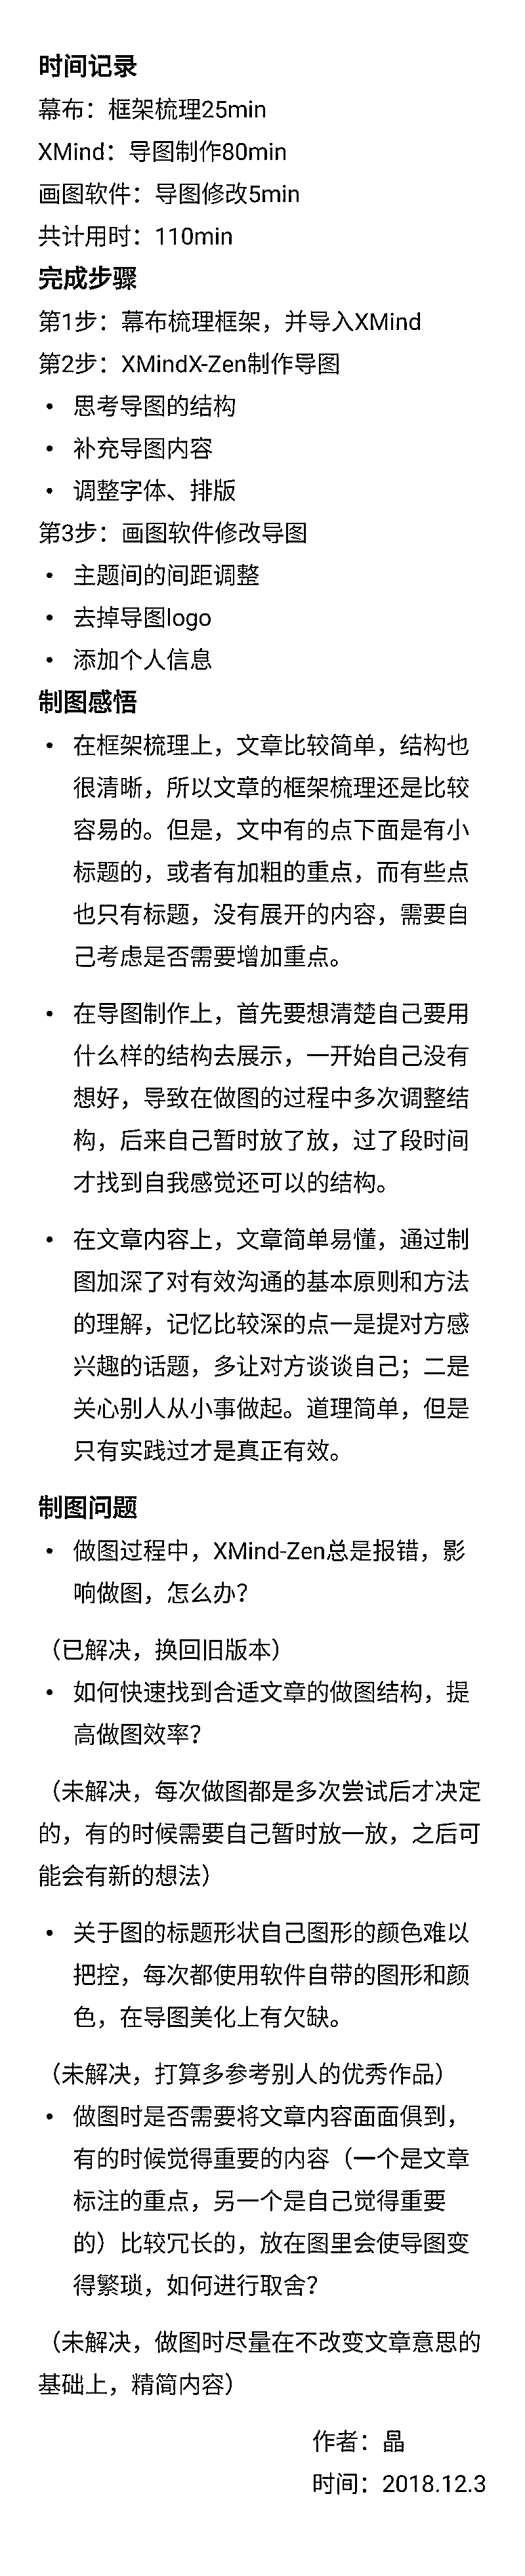 时间记录
幕布：框架梳理25min
XMind：导图制作80min
画图软件：导图修改5min
共计用时：110min
完成步骤
第1步：幕布梳理框架，并导入XMind
第2步：XMindX-Zen制作导图
• 思考导图的结构
• 补充导图内容
• 调整字体、排版
第3步：画图软件修改导图
• 主题间的间距调整
• 去掉导图logo
• 添加个人信息
制图感悟
• 在框架梳理上，文章比较简单，结构也
很清晰，所以文章的框架梳理还是比较
容易的。但是，文中有的点下面是有小
标题的，或者有加粗的重点，而有些点
也只有标题，没有展开的内容，需要自
己考虑是否需要增加重点。
• 在导图制作上，首先要想清楚自己要用
什么样的结构去展示，一开始自己没有
想好，导致在做图的过程中多次调整结
构，后来自己暂时放了放，过了段时间
才找到自我感觉还可以的结构。
• 在文章内容上，文章简单易懂，通过制
图加深了对有效沟通的基本原则和方法
的理解，记忆比较深的点一是提对方感
兴趣的话题，多让对方谈谈自己；二是
关心别人从小事做起。道理简单，但是
只有实践过才是真正有效。
制图问题
• 做图过程中，XMind-Zen总是报错，影
响做图，怎么办？
（已解决，换回旧版本）
• 如何快速找到合适文章的做图结构，提
高做图效率？
（未解决，每次做图都是多次尝试后才决定
的，有的时候需要自己暂时放一放，之后可
能会有新的想法）
• 关于图的标题形状自己图形的颜色难以
把控，每次都使用软件自带的图形和颜
色，在导图美化上有欠缺。
（未解决，打算多参考别人的优秀作品）
• 做图时是否需要将文章内容面面俱到，
有的时候觉得重要的内容（一个是文章
标注的重点，另一个是自己觉得重要
的）比较冗长的，放在图里会使导图变
得繁琐，如何进行取舍？
（未解决，做图时尽量在不改变文章意思的
基础上，精简内容）
作者：晶
时间：2018.12.3